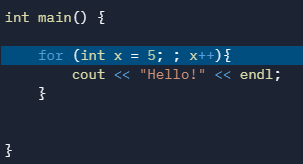 int main() {
for (int x = 5; ; x++){
cout << "Hello!" << endl;
}
}